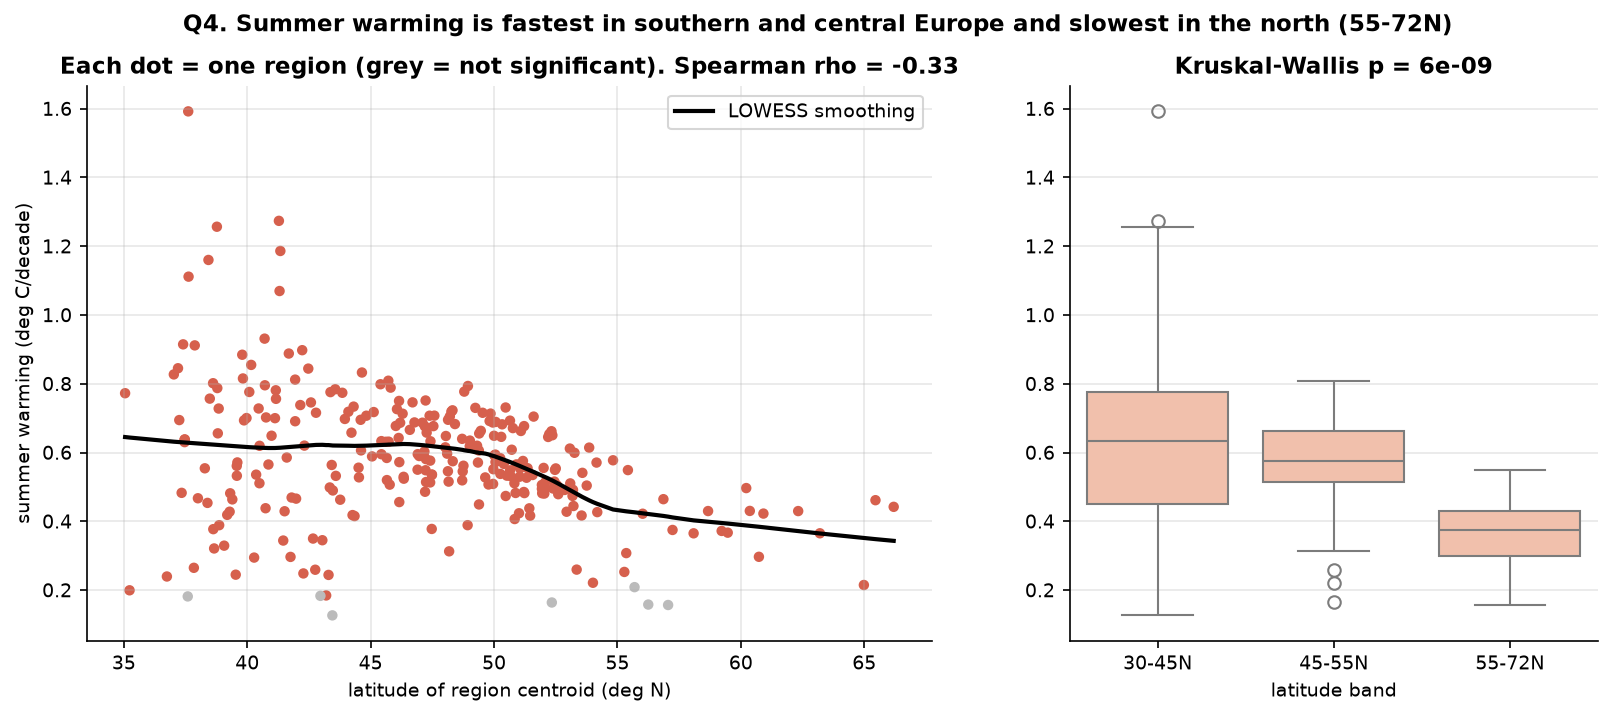 Q4. Summer warming is fastest in southern and central Europe and slowest in the north (55-72N)
Each dot = one region (grey = not significant). Spearman rho = -0.33
LOWESS smoothing
summer warming (deg C/decade)
1.6
1.4
1.2
1.0
0.8
0.6
0.4
0.2
35 40 45 50 55 60 65
latitude of region centroid (deg N)
Kruskal-Wallis p = 6e-09
1.6
1.4
1.2
1.0
0.8
0.6
0.4
0.2
30-45N 45-55N 55-72N
latitude band